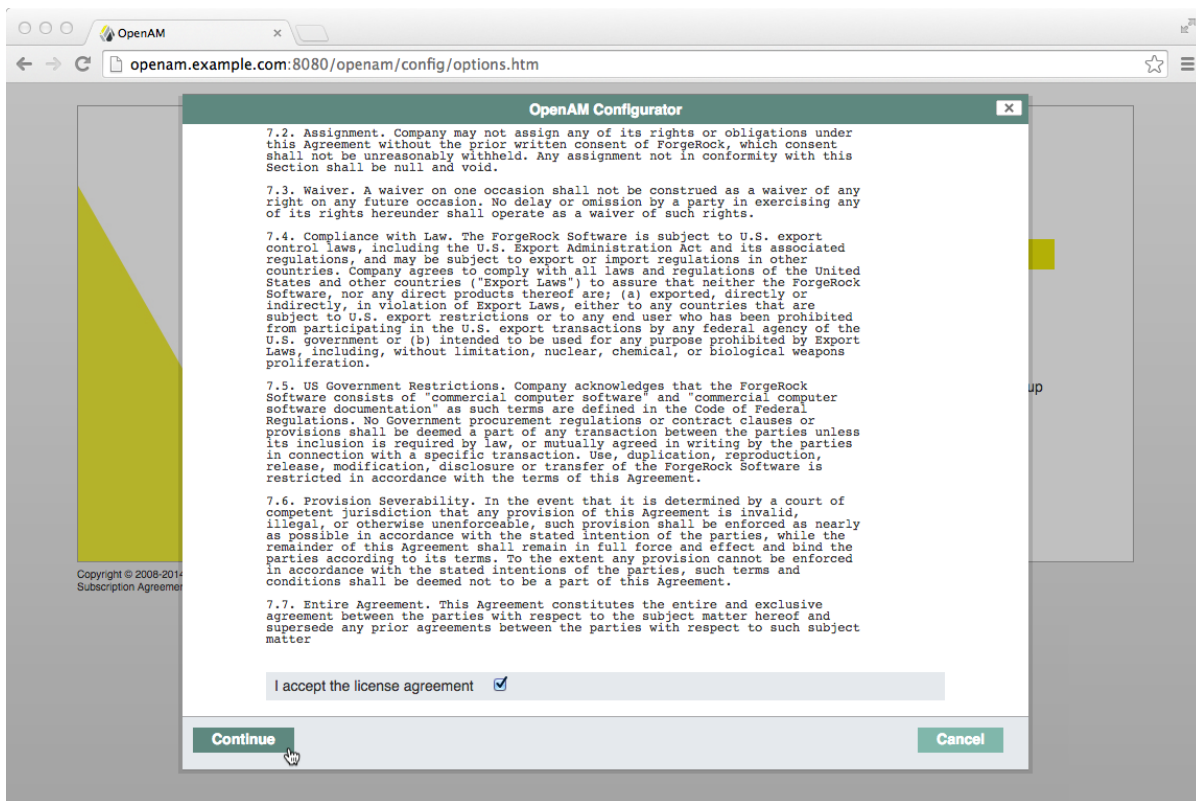 OpenAM
openam.example.com:8080/openam/config/options.htm
OpenAM Configurator
7.2. Assignment. Company may not assign any of its rights or obligations under
this Agreement without the prior written consent of ForgeRock, which consent
shall not be unreasonably withheld. Any assignment not in conformity with this
Section shall be null and void.
7.3. Waiver. A waiver on one occasion shall not be construed as a waiver of any
right on any future occasion. No delay or omission by a party in exercising any
of its rights hereunder shall operate as a waiver of such rights.
7.4. Compliance with Law. The ForgeRock Software is subject to U.S. export
control laws, including the U.S. Export Administration Act and its associated
regulations, and may be subject to export or import regulations in other
countries. Company agrees to comply with all laws and regulations of the United
States and other countries ("Export Laws") to assure that neither the ForgeRock
Software, nor any direct products thereof are; (a) exported, directly or
indirectly, in violation of Export Laws, either to any countries that are
subject to U.S. export restrictions or to any end user who has been prohibited
from participating in the U.S. export transactions by any federal agency of the
U.S. government or (b) intended to be used for any purpose prohibited by Export
Laws, including, without limitation, nuclear, chemical, or biological weapons
proliferation.
7.5. US Government Restrictions. Company acknowledges that the ForgeRock
Software consists of "commercial computer software" and "commercial computer
software documentation" as such terms are defined in the Code of Federal
Regulations. No Government procurement regulations or contract clauses or
provisions shall be deemed a part of any transaction between the parties unless
its inclusion is required by law, or mutually agreed in writing by the parties
in connection with a specific transaction. Use, duplication, reproduction,
release, modification, disclosure or transfer of the ForgeRock Software is
restricted in accordance with the terms of this Agreement.
up
7.6. Provision Severability. In the event that it is determined by a court of
competent jurisdiction that any provision of this Agreement is invalid,
illegal, or otherwise unenforceable, such provision shall be enforced as nearly
as possible in accordance with the stated intention of the parties, while the
remainder of this Agreement shall remain in full force and effect and bind the
parties according to its terms. To the extent any provision cannot be enforced
in accordance with the stated intentions of the parties, such terms and
conditions shall be deemed not to be a part of this Agreement.
Copyright © 2008-2014
Subscription
7.7. Entire Agreement. This Agreement constitutes the entire and exclusive
agreement between the parties with respect to the subject matter hereof and
supersede any prior agreements between the parties with respect to such subject
matter
I accept the license agreement
Continue
Cancel